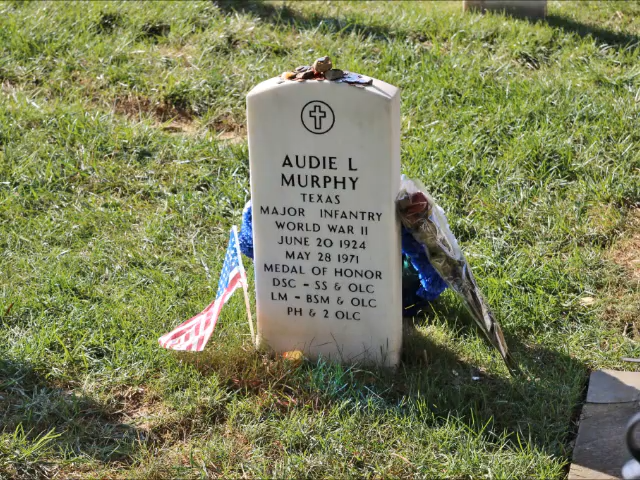 AUDIE L
MURPHY
TEXAS
MAJOR INFANTRY
WORLD WAR II
JUNE 20 1924
MAY 28 1971
MEDAL OF HONOR
DSC - SS & OLC
LM - BSM & OLC
PH & 2 OLC